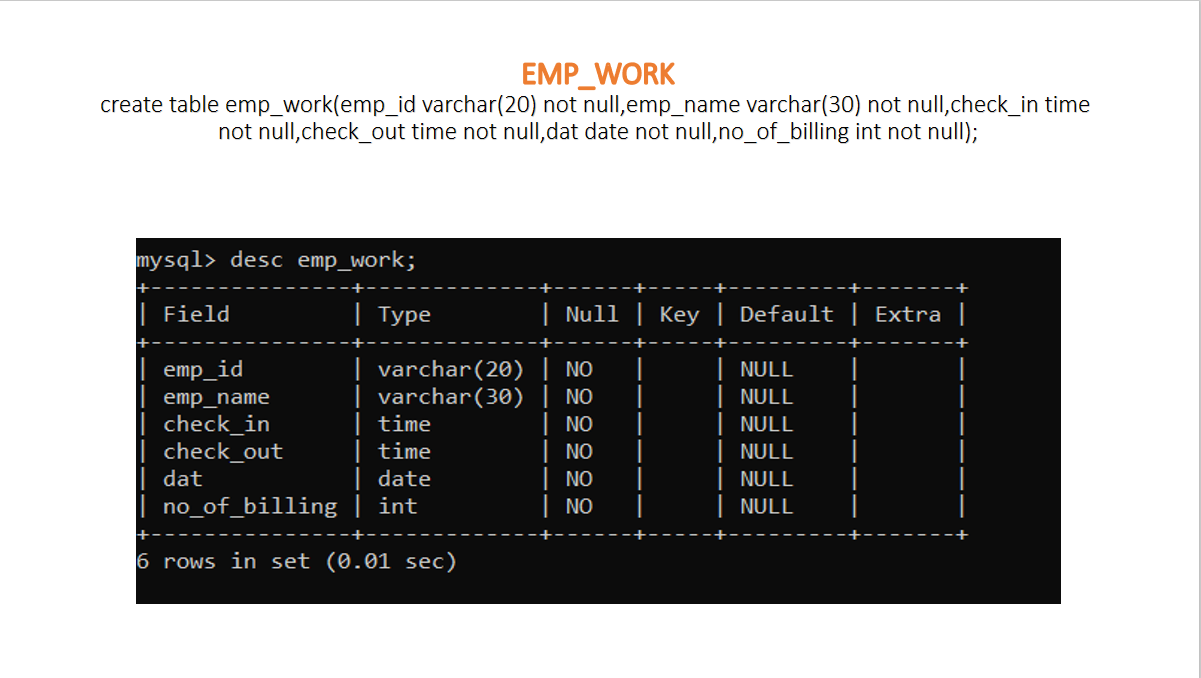 EMP_WORK
create table emp_work(emp_id varchar(20) not null,emp_name varchar(30) not null,check_in time
not null,check_out time not null,dat date not null,no_of_billing int not null);
mysql> desc emp_work;
+---------------+-------------+------+-----+---------+-------+
| Field         | Type        | Null | Key | Default | Extra |
+---------------+-------------+------+-----+---------+-------+
| emp_id        | varchar(20) | NO   |     | NULL    |       |
| emp_name      | varchar(30) | NO   |     | NULL    |       |
| check_in      | time        | NO   |     | NULL    |       |
| check_out     | time        | NO   |     | NULL    |       |
| dat           | date        | NO   |     | NULL    |       |
| no_of_billing | int         | NO   |     | NULL    |       |
+---------------+-------------+------+-----+---------+-------+
6 rows in set (0.01 sec)